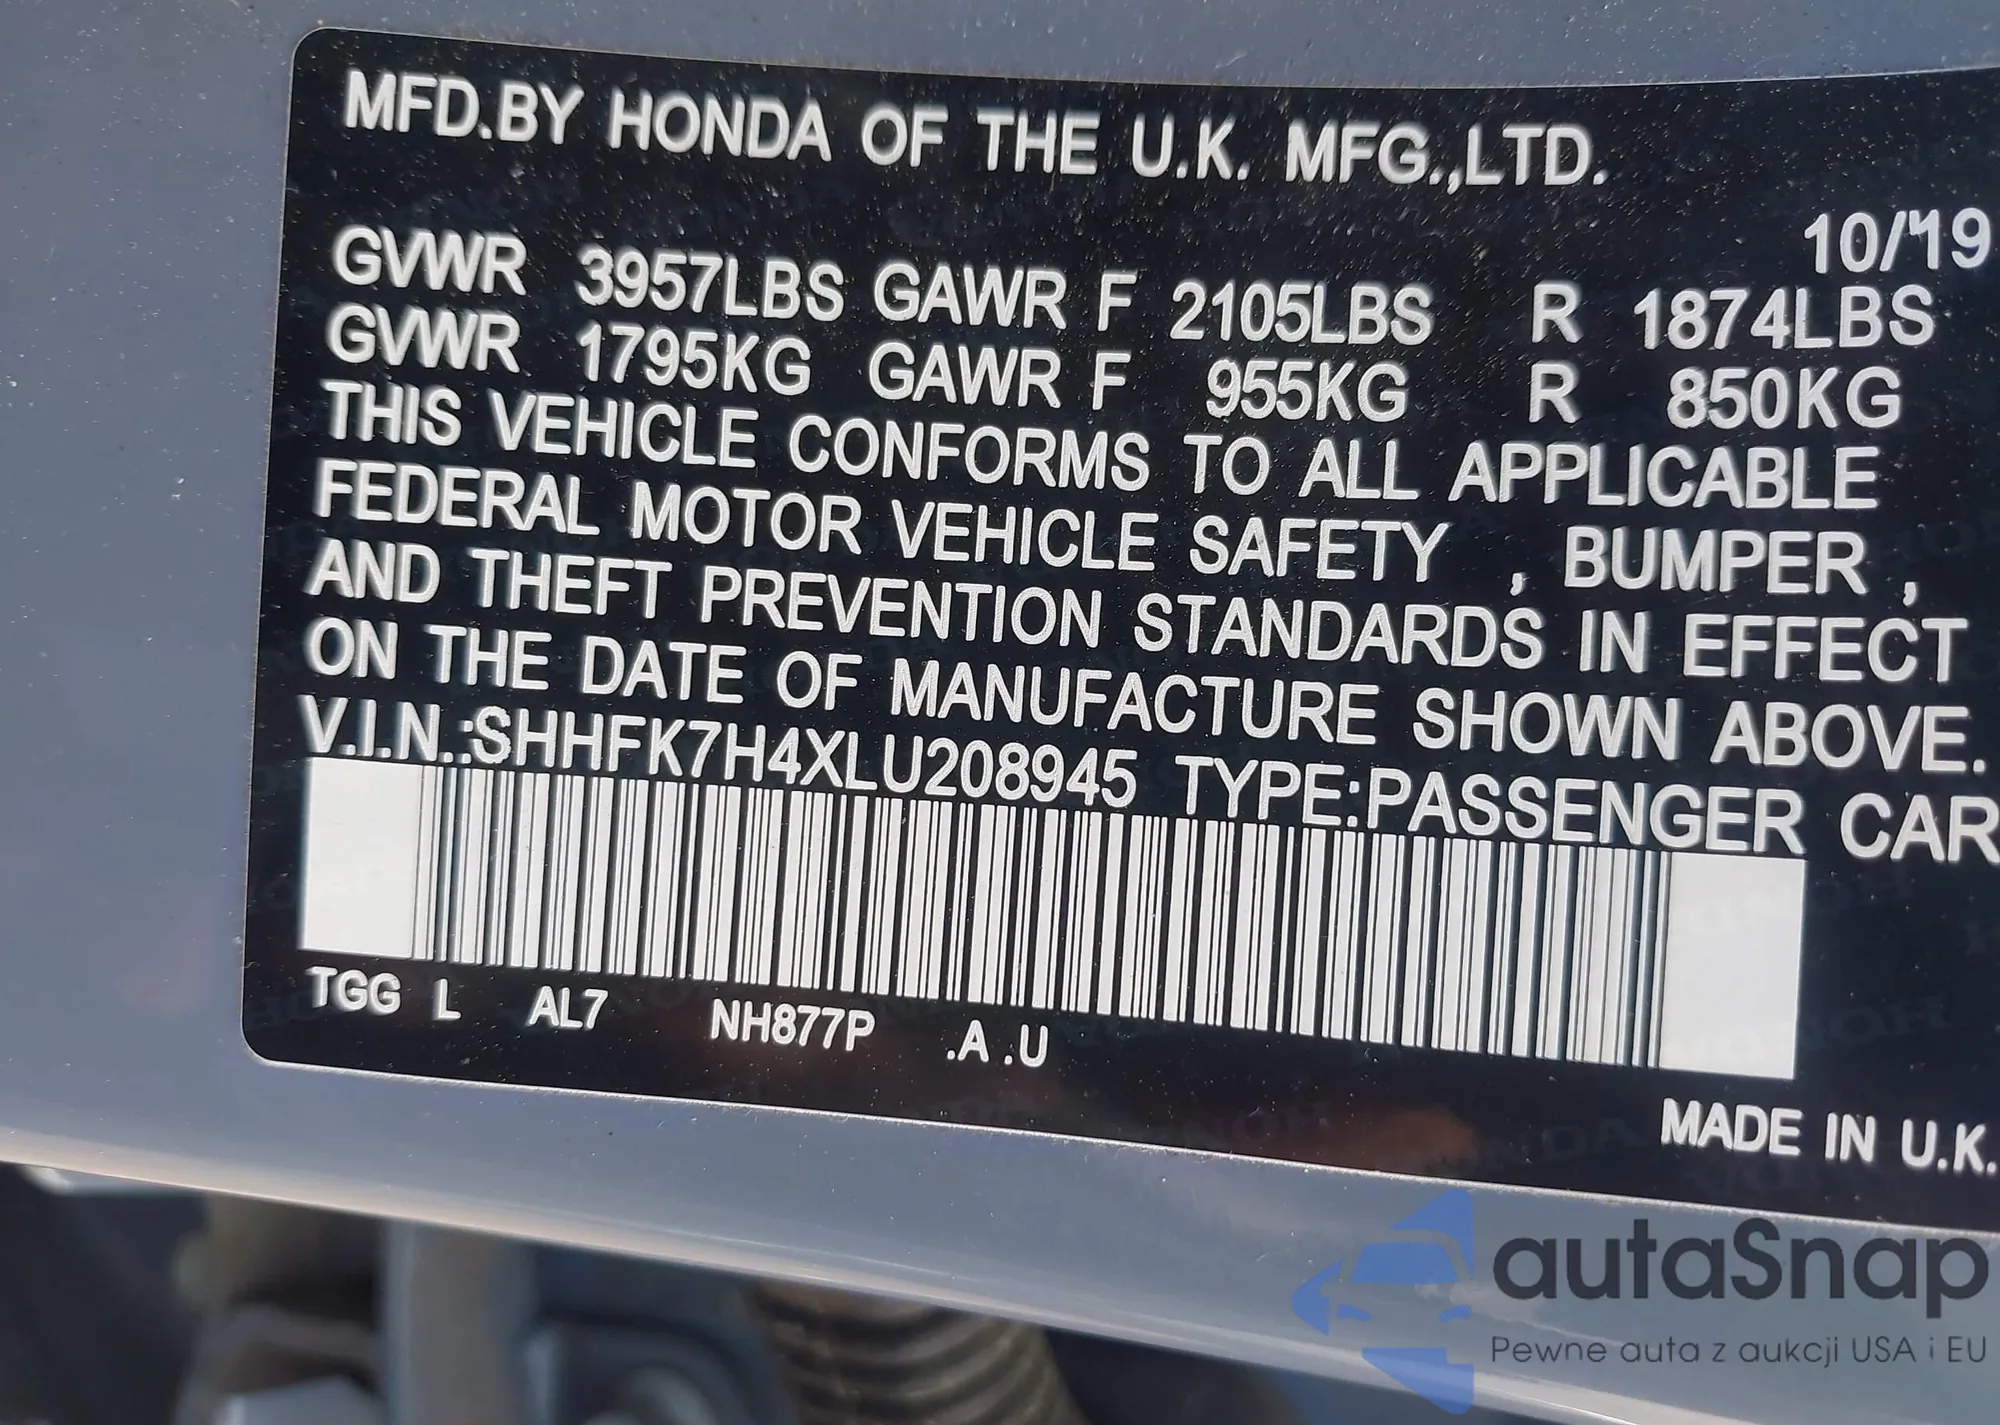 MFD.BY HONDA OF THE U.K. MFG.,LTD.
10/'19
GVWR 3957LBS GAWR F 2105LBS R 1874LBS
GVWR 1795KG GAWR F 955KG R 850KG
THIS VEHICLE CONFORMS TO ALL APPLICABLE
FEDERAL MOTOR VEHICLE SAFETY , BUMPER ,
AND THEFT PREVENTION STANDARDS IN EFFECT
ON THE DATE OF MANUFACTURE SHOWN ABOVE.
V.I.N.:SHHFK7H4XLU208945 TYPE:PASSENGER CAR
TGG L AL7 NH877P .A .U
MADE IN U.K.
autaSnap
Pewne auta z aukcji USA i EU